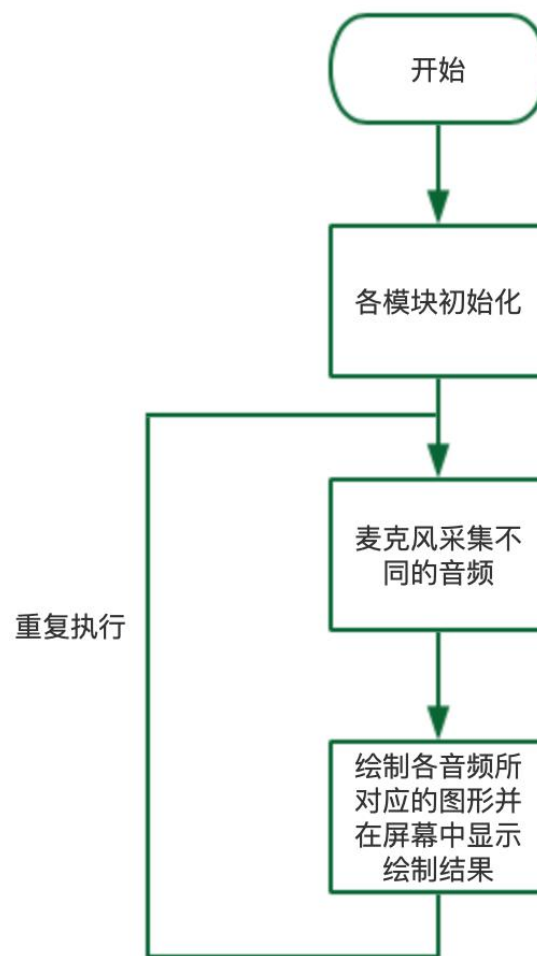 开始
各模块初始化
麦克风采集不
同的音频
重复执行
绘制各音频所
对应的图形并
在屏幕中显示
绘制结果